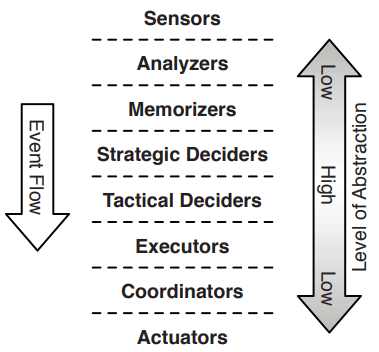 Sensors
Analyzers
Memorizers
Strategic Deciders
Tactical Deciders
Executors
Coordinators
Actuators
Event Flow
Low
High
Low
Level of Abstraction